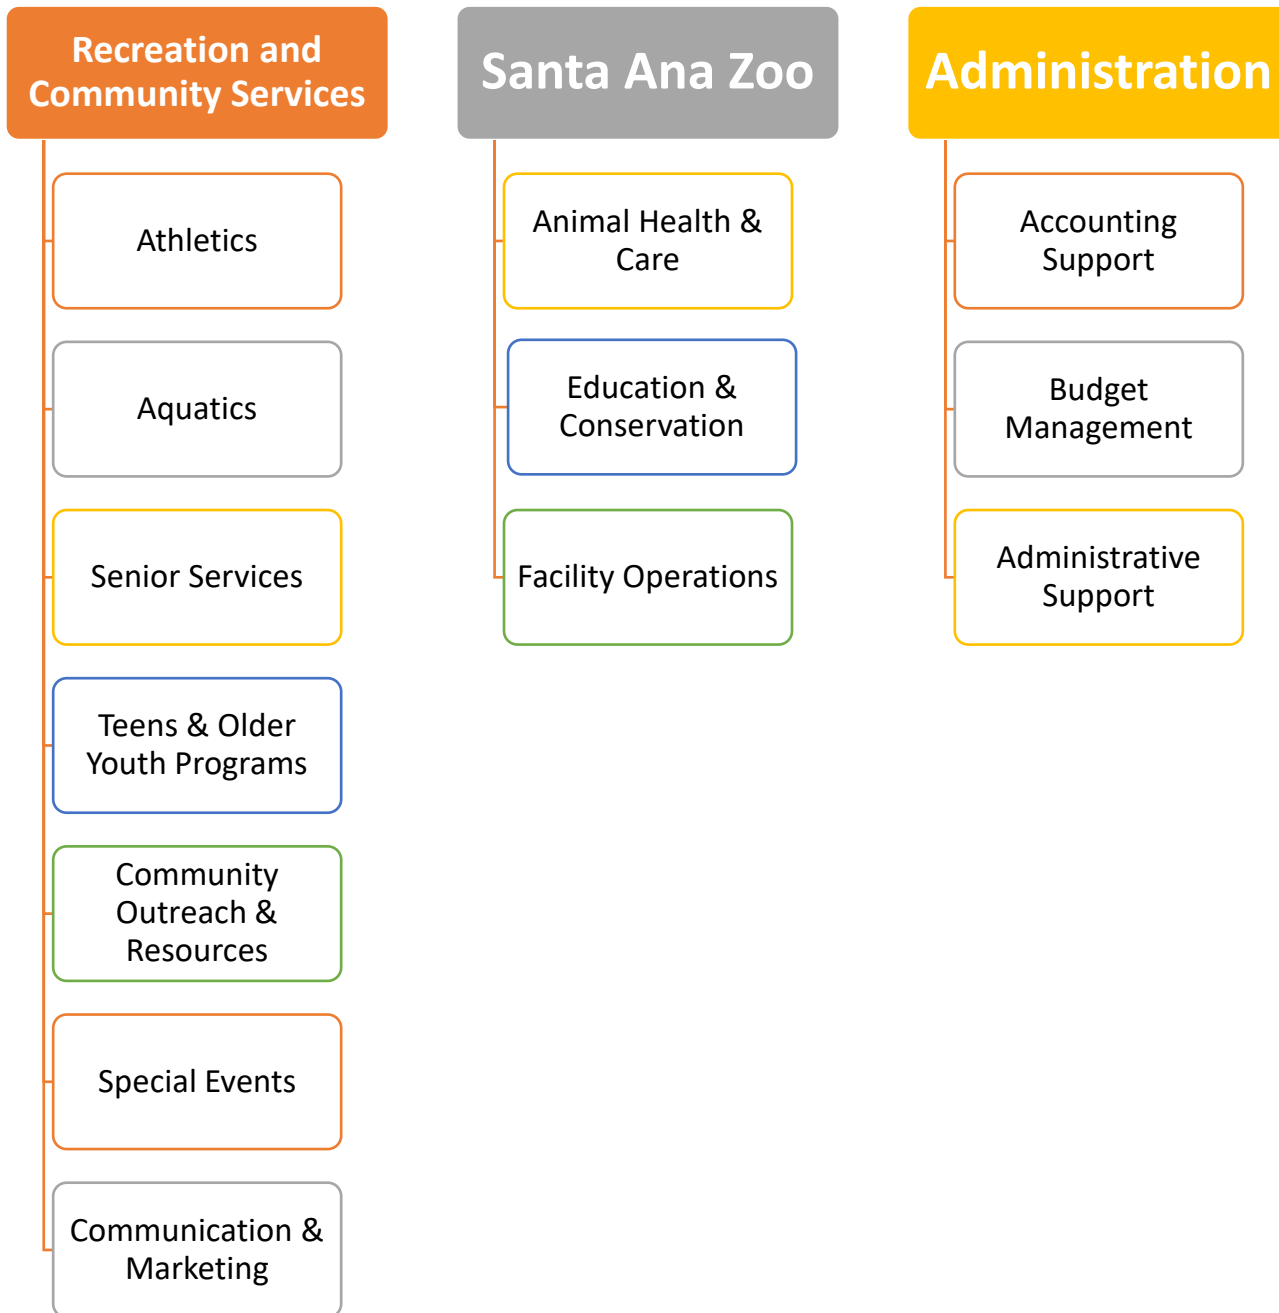 Recreation and
Community Services
Athletics
Aquatics
Senior Services
Teens & Older
Youth Programs
Community
Outreach &
Resources
Special Events
Communication &
Marketing
Santa Ana Zoo
Animal Health &
Care
Education &
Conservation
Facility Operations
Administration
Accounting
Support
Budget
Management
Administrative
Support